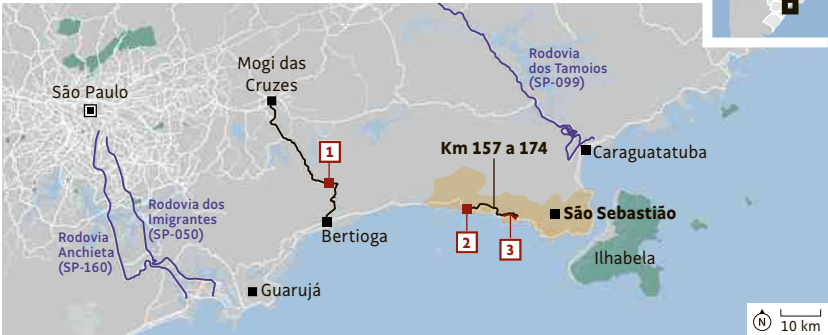 São Paulo
Mogi das
Cruzes
Rodovia
dos Tamoios
(SP-099)
1
Km 157 a 174
Caraguatatuba
Rodovia dos
Imigrantes
(SP-050)
Rodovia
Anchieta
(SP-160)
Bertioga
2
3
São Sebastião
Ilhabela
Guarujá
N
10 km